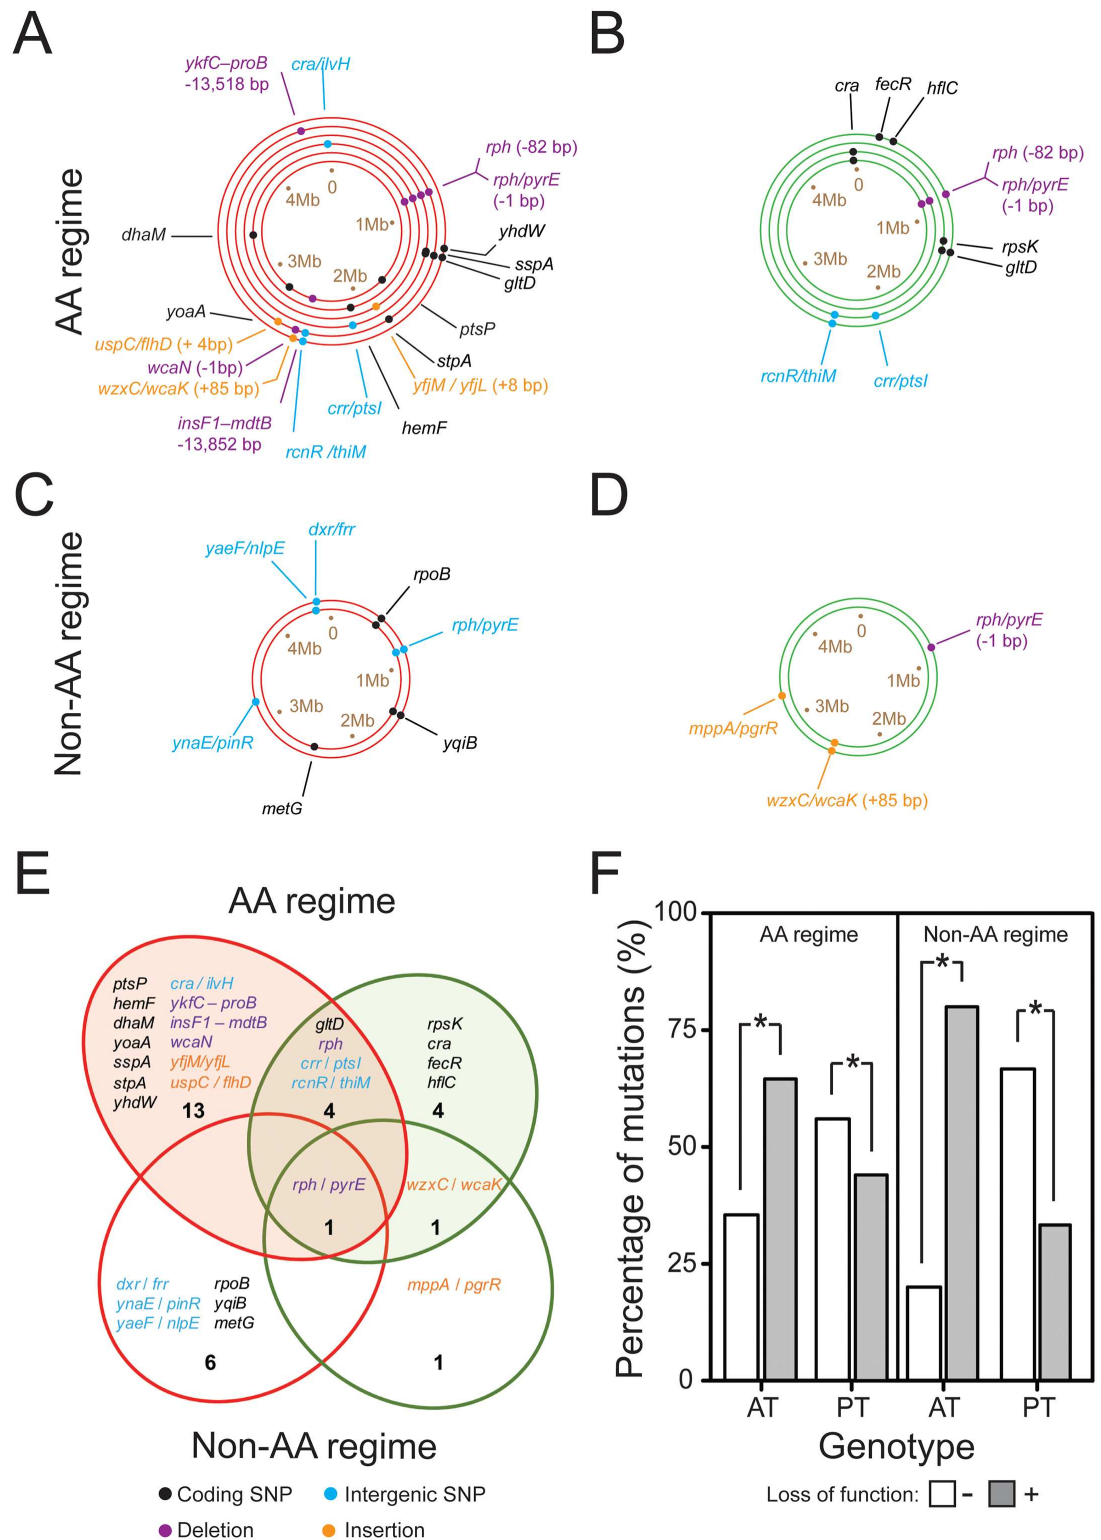 A
B
AA regime
ykfC–proB
-13,518 bp
cra/ilvH
rph (-82 bp)
rph/pyrE
(-1 bp)
0
4Mb
1Mb
3Mb
2Mb
dhaM
yhdW
sspA
gltD
ptsP
yoaA
uspC/flhD (+ 4bp)
wcaN (-1bp)
wzxC/wcaK (+85 bp)
stpA
yfjM / yfjL (+8 bp)
crr/ptsI
hemF
insF1–mdtB
-13,852 bp
rcnR /thiM
cra
fecR
hflC
rph (-82 bp)
rph/pyrE
(-1 bp)
0
4Mb
1Mb
3Mb
2Mb
rpsK
gltD
rcnR/thiM
crr/ptsI
C
D
Non-AA regime
dxr/frr
yaeF/nlpE
rpoB
rph/pyrE
0
4Mb
1Mb
3Mb
2Mb
ynaE/pinR
yqiB
metG
rph/pyrE
(-1 bp)
0
4Mb
1Mb
3Mb
2Mb
mppA/pgrR
wzxC/wcaK (+85 bp)
E
AA regime
ptsP cra / ilvH
hemF ykfC – proB
dhaM insF1 – mdtB
yoaA wcaN
sspA yfjM/yfjL
stpA uspC / flhD
yhdW
13
gltD
rph
crr / ptsI
rcnR / thiM
4
rpsK
cra
fecR
hflC
4
rph / pyrE
1
wzxC / wcaK
1
dxr / frr rpoB
ynaE / pinR yqiB
yaeF / nlpE metG
6
mppA / pgrR
1
Non-AA regime
Coding SNP
Intergenic SNP
Deletion
Insertion
F
Percentage of mutations (%)
100
75
50
25
0
AA regime
Non-AA regime
*
*
*
*
AT
PT
AT
PT
Genotype
Loss of function: - +